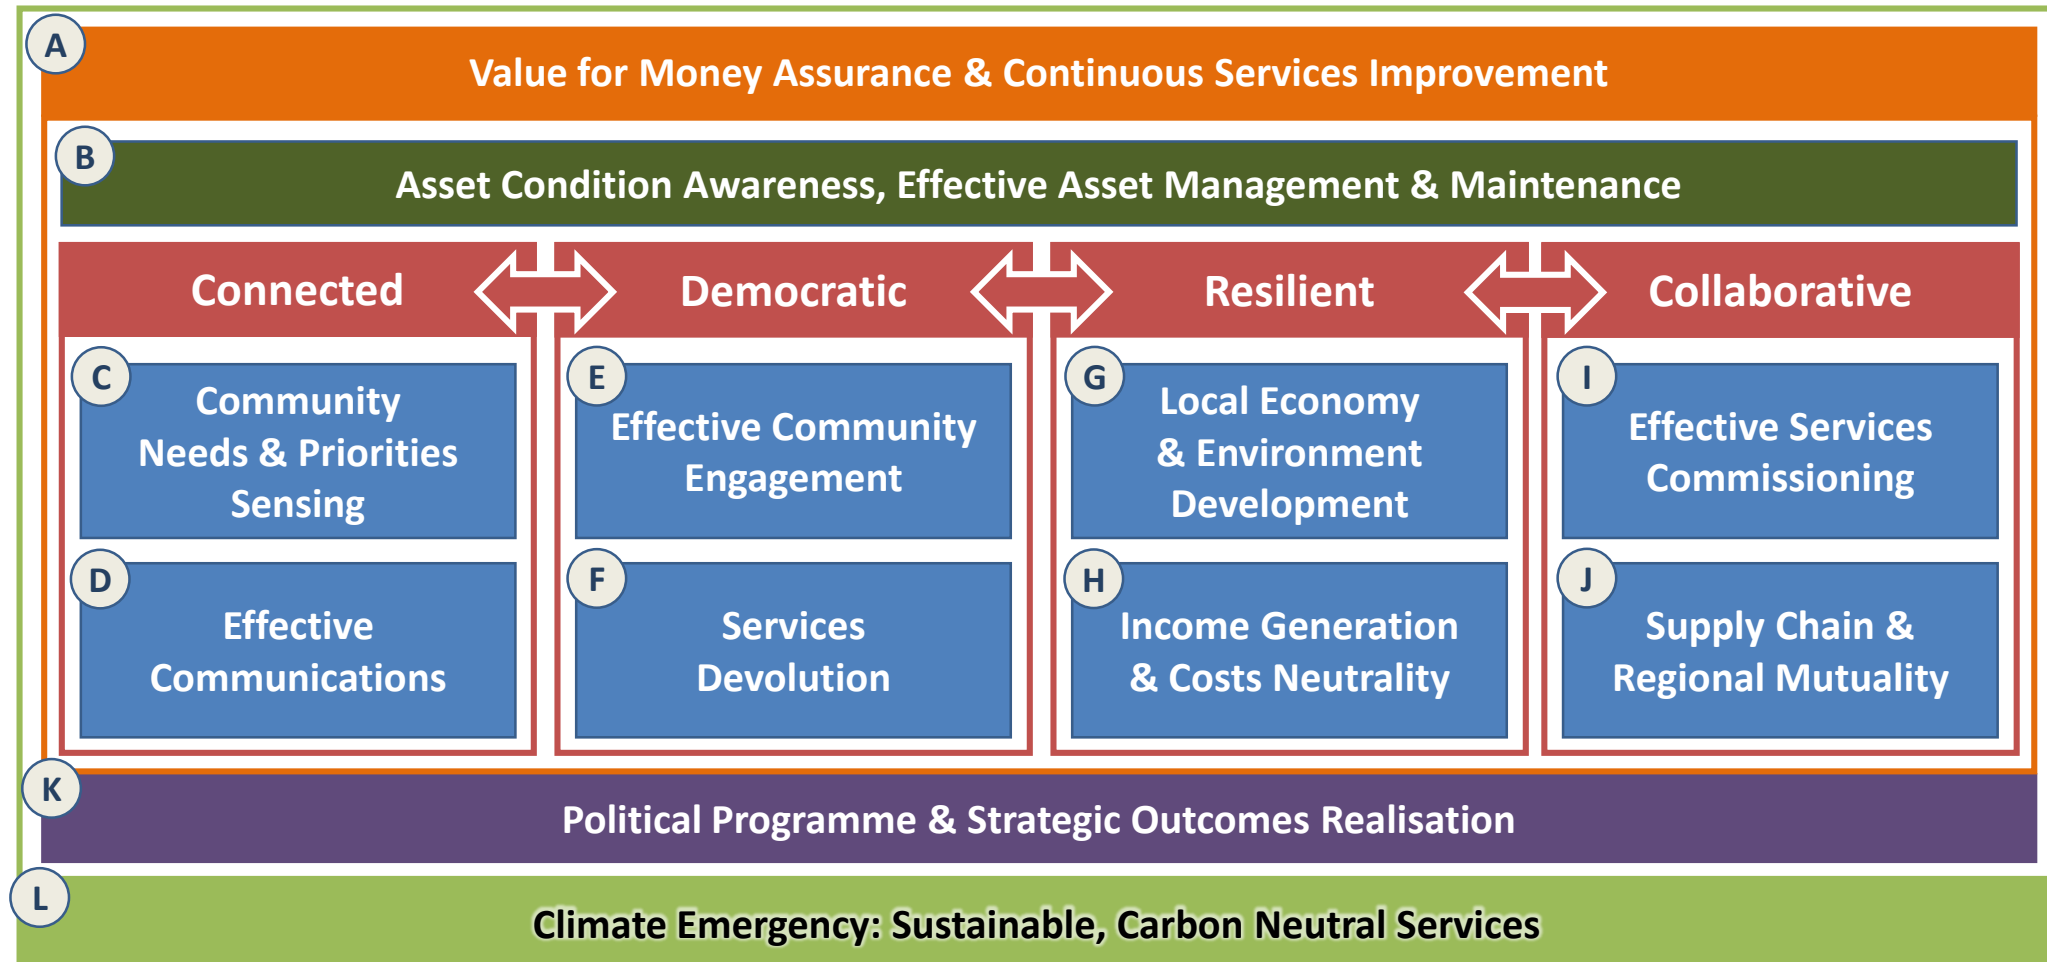 A
Value for Money Assurance & Continuous Services Improvement
B
Asset Condition Awareness, Effective Asset Management & Maintenance
Connected
Democratic
Resilient
Collaborative
C
Community
Needs & Priorities
Sensing
E
Effective Community
Engagement
G
Local Economy
& Environment
Development
I
Effective Services
Commissioning
D
Effective
Communications
F
Services
Devolution
H
Income Generation
& Costs Neutrality
J
Supply Chain &
Regional Mutuality
K
Political Programme & Strategic Outcomes Realisation
L
Climate Emergency: Sustainable, Carbon Neutral Services